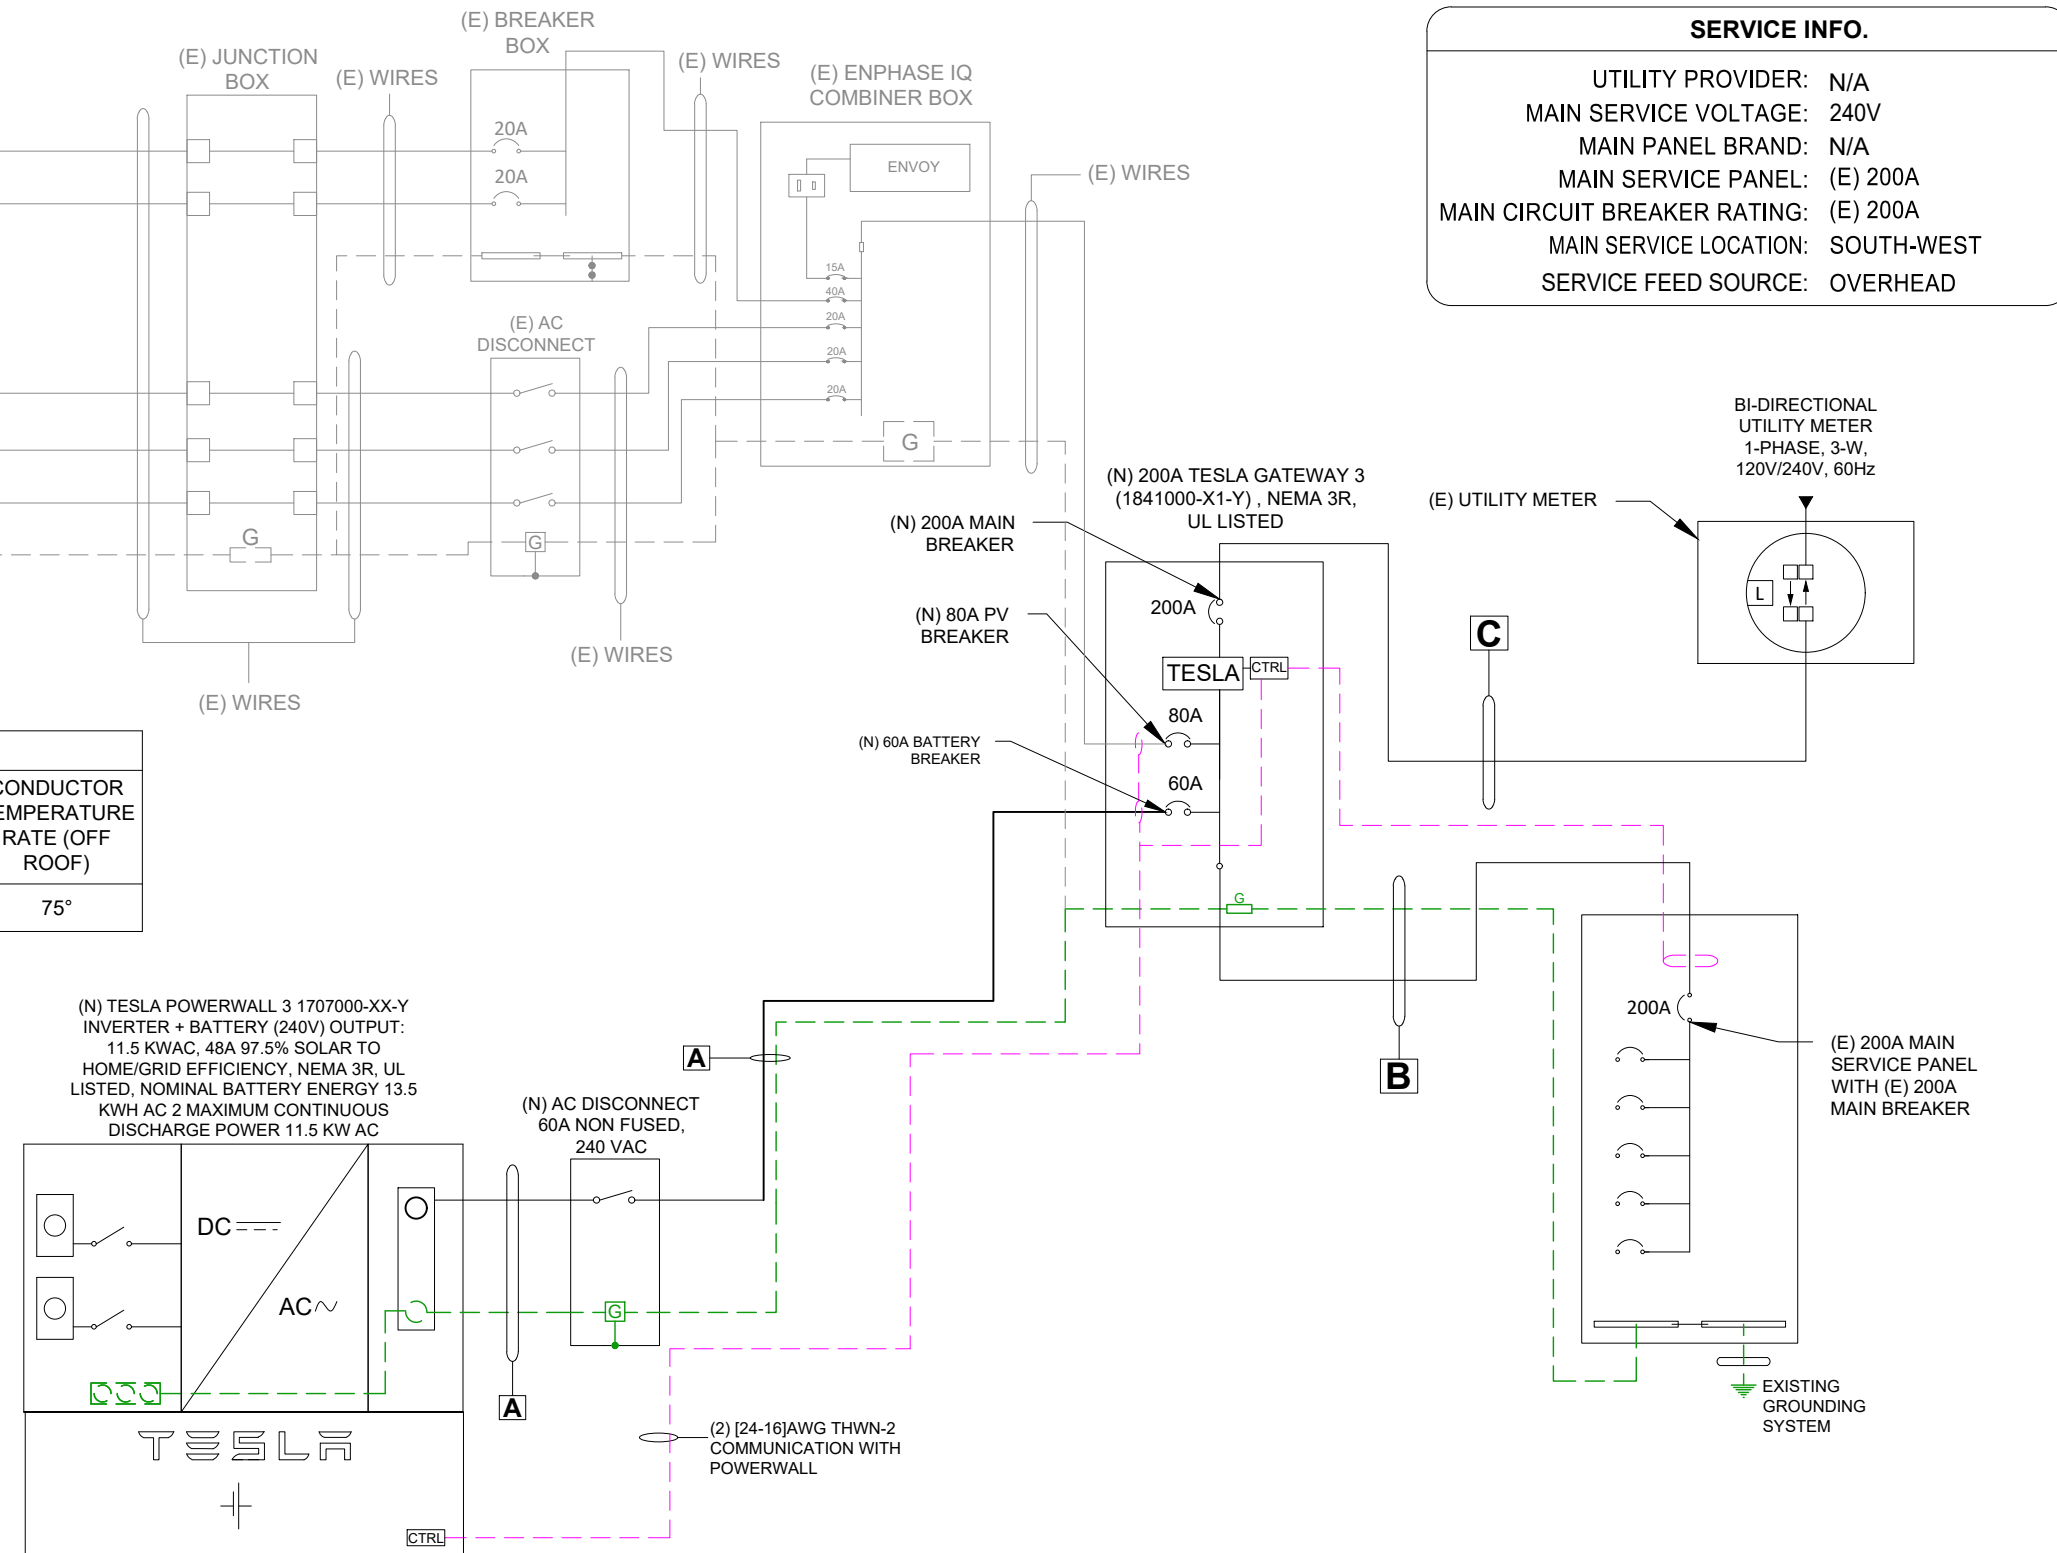 (E) BREAKER
BOX
(E) JUNCTION
BOX
(E) WIRES
(E) WIRES
(E) ENPHASE IQ
COMBINER BOX
20A
20A
ENVOY
(E) WIRES
15A
40A
20A
20A
20A
(E) AC
DISCONNECT
G
G
G
(E) WIRES
(E) WIRES
SERVICE INFO.
UTILITY PROVIDER: N/A
MAIN SERVICE VOLTAGE: 240V
MAIN PANEL BRAND: N/A
MAIN SERVICE PANEL: (E) 200A
MAIN CIRCUIT BREAKER RATING: (E) 200A
MAIN SERVICE LOCATION: SOUTH-WEST
SERVICE FEED SOURCE: OVERHEAD
BI-DIRECTIONAL
UTILITY METER
1-PHASE, 3-W,
120V/240V, 60Hz
(E) UTILITY METER
L
(N) 200A TESLA GATEWAY 3
(1841000-X1-Y) , NEMA 3R,
UL LISTED
(N) 200A MAIN
BREAKER
200A
(N) 80A PV
BREAKER
TESLA
CTRL
80A
(N) 60A BATTERY
BREAKER
60A
C
G
B
200A
(E) 200A MAIN
SERVICE PANEL
WITH (E) 200A
MAIN BREAKER
EXISTING
GROUNDING
SYSTEM
CONDUCTOR
TEMPERATURE
RATE (OFF
ROOF)
75°
(N) TESLA POWERWALL 3 1707000-XX-Y
INVERTER + BATTERY (240V) OUTPUT:
11.5 KWAC, 48A 97.5% SOLAR TO
HOME/GRID EFFICIENCY, NEMA 3R, UL
LISTED, NOMINAL BATTERY ENERGY 13.5
KWH AC 2 MAXIMUM CONTINUOUS
DISCHARGE POWER 11.5 KW AC
DC
AC
A
(N) AC DISCONNECT
60A NON FUSED,
240 VAC
G
A
TESLA
(2) [24-16]AWG THWN-2
COMMUNICATION WITH
POWERWALL
CTRL